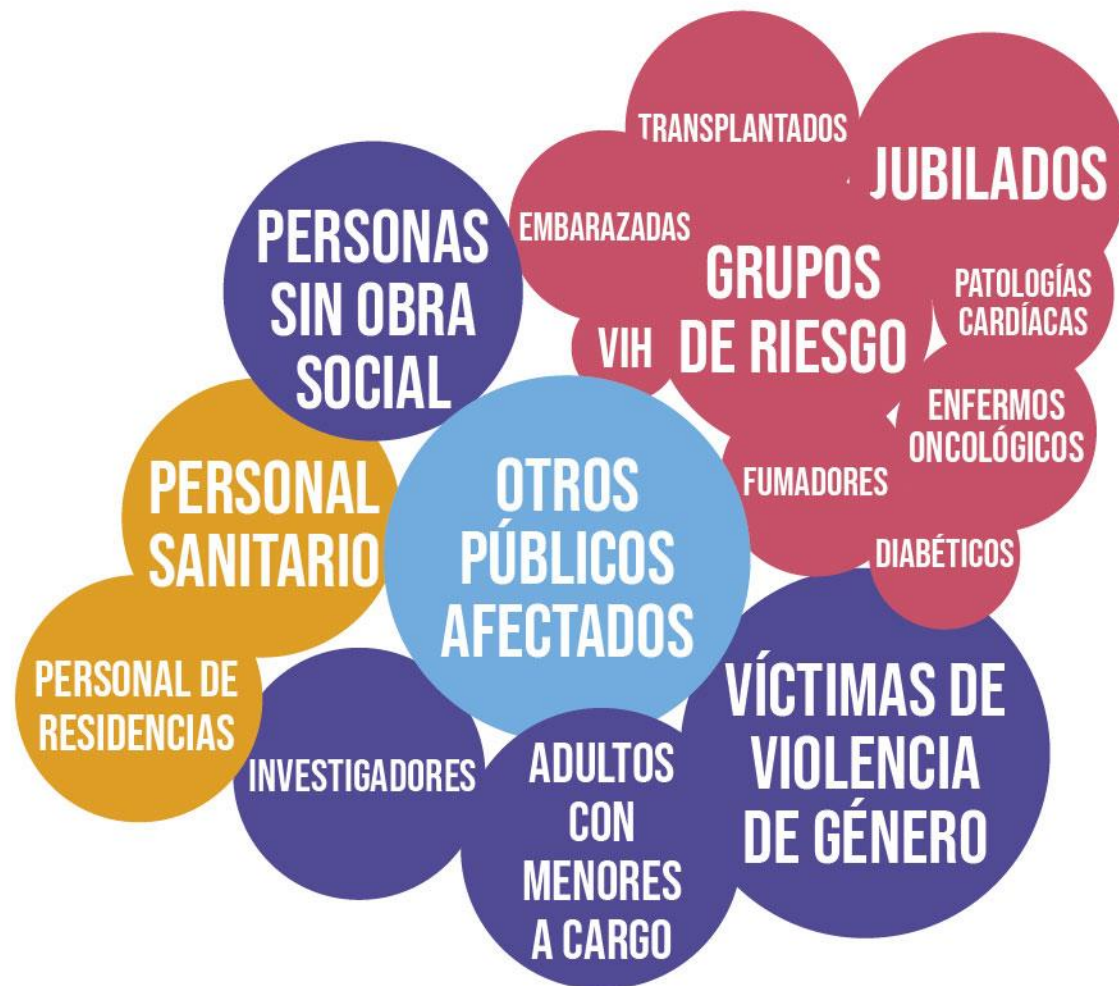 TRANSPLANTADOS
JUBILADOS
EMBARAZADAS
PERSONAS
SIN OBRA
SOCIAL
GRUPOS
DE RIESGO
PATOLOGÍAS
CARDÍACAS
VIH
ENFERMOS
ONCOLÓGICOS
FUMADORES
DIABÉTICOS
PERSONAL
SANITARIO
OTROS
PÚBLICOS
AFECTADOS
PERSONAL DE
RESIDENCIAS
INVESTIGADORES
ADULTOS
CON
MENORES
A CARGO
VÍCTIMAS DE
VIOLENCIA
DE GÉNERO